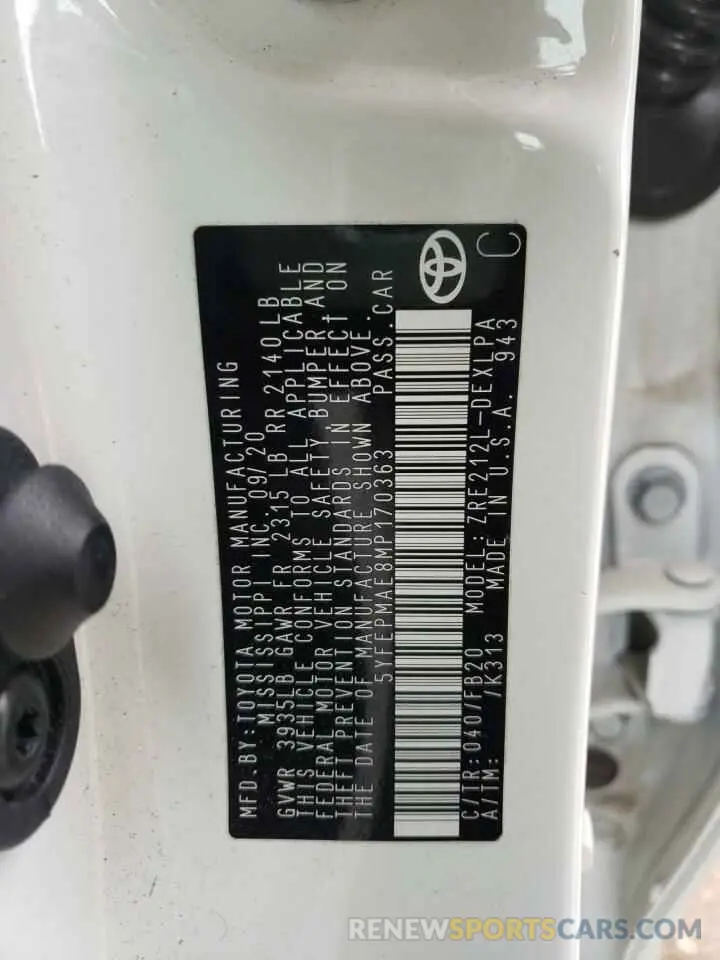 MFD. BY: TOYOTA MOTOR MANUFACTURING
MISSISSIPPI INC. 09/20
GVWR 3935LB GAWR FR 2315 LB RR 2140LB
THIS VEHICLE CONFORMS TO ALL APPLICABLE
FEDERAL MOTOR VEHICLE SAFETY, BUMPER, AND
THEFT PREVENTION STANDARDS IN EFFECT ON
THE DATE OF MANUFACTURE SHOWN ABOVE.
5YFEPMAE8MP170363 PASS. CAR
C/TR: 040/FB20 MODEL: ZRE212L-DEXLPA
A/TM: /K313 MADE IN U.S.A. 943
C
RENEWSPORTSCARS.COM